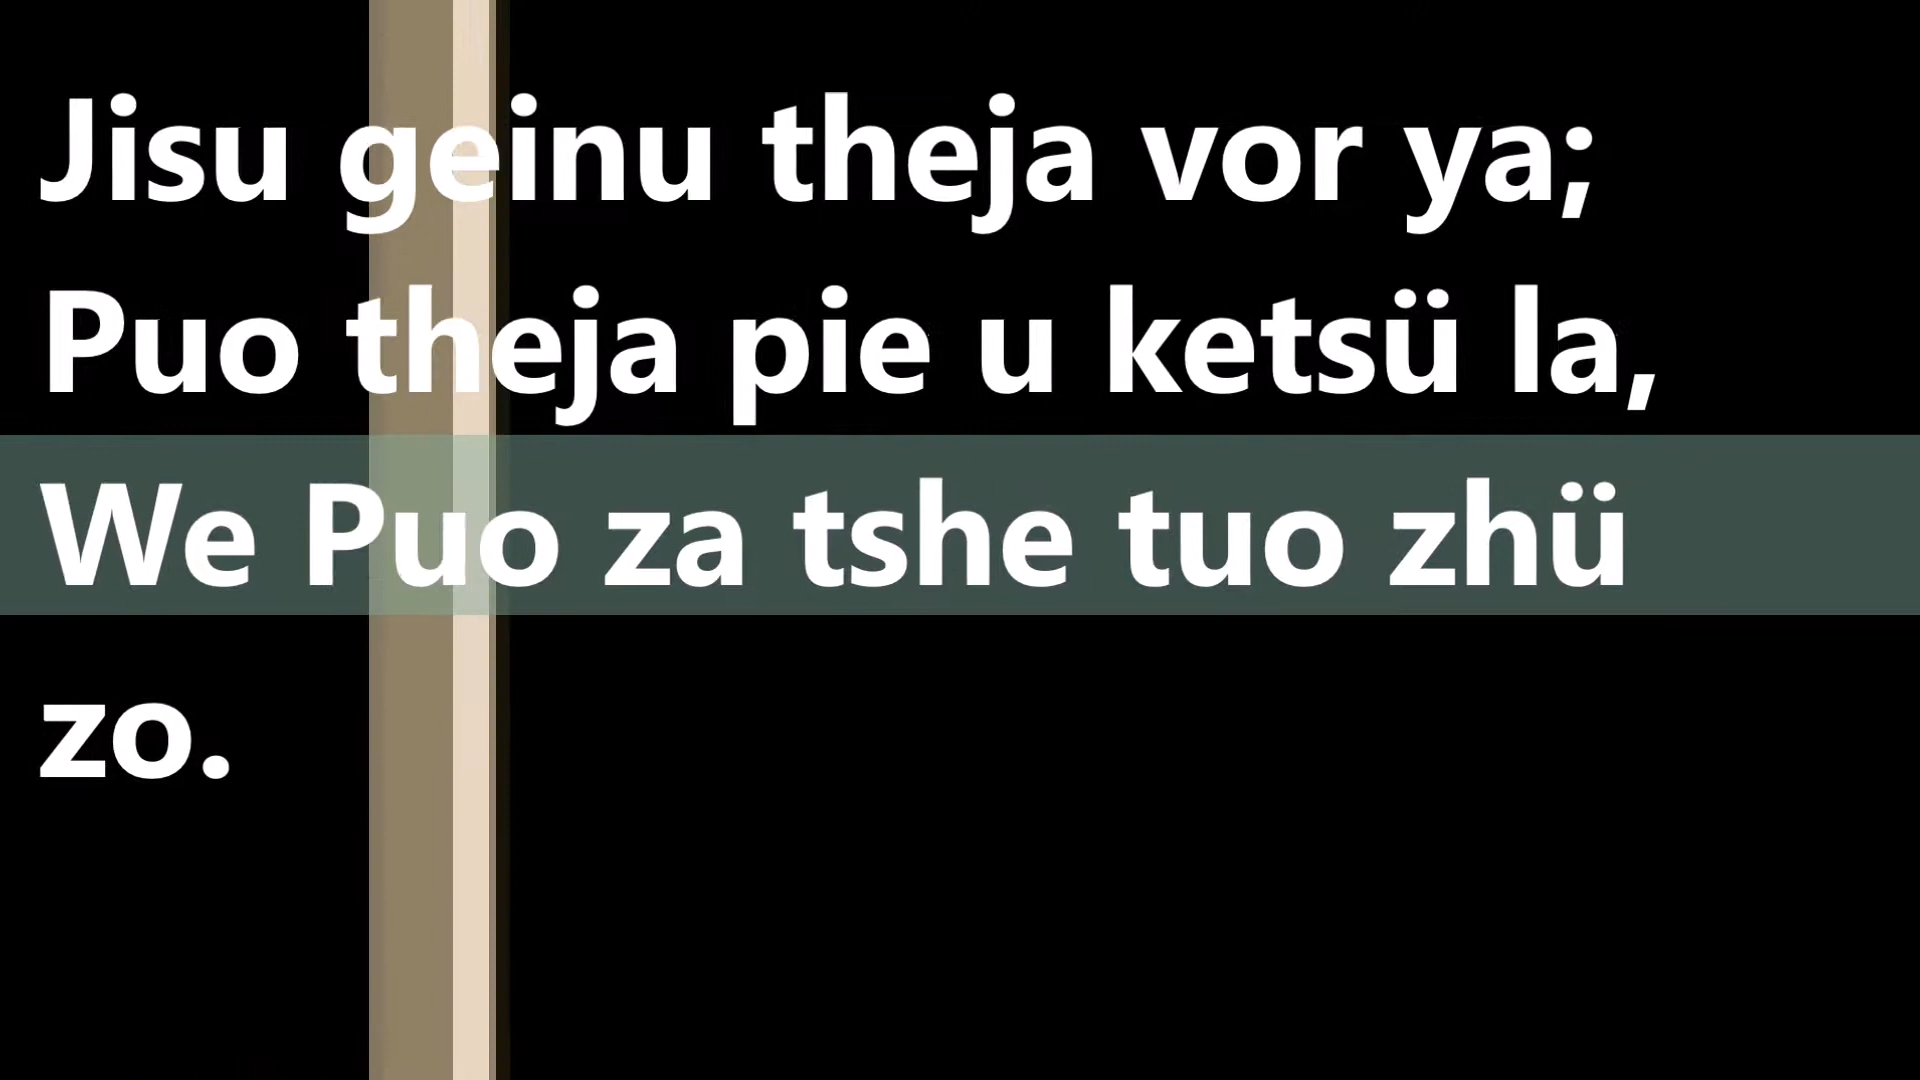 Jisu geinu theja vor ya;
Puo theja pie u ketsü la,
We Puo za tshe tuo zhü
zo.